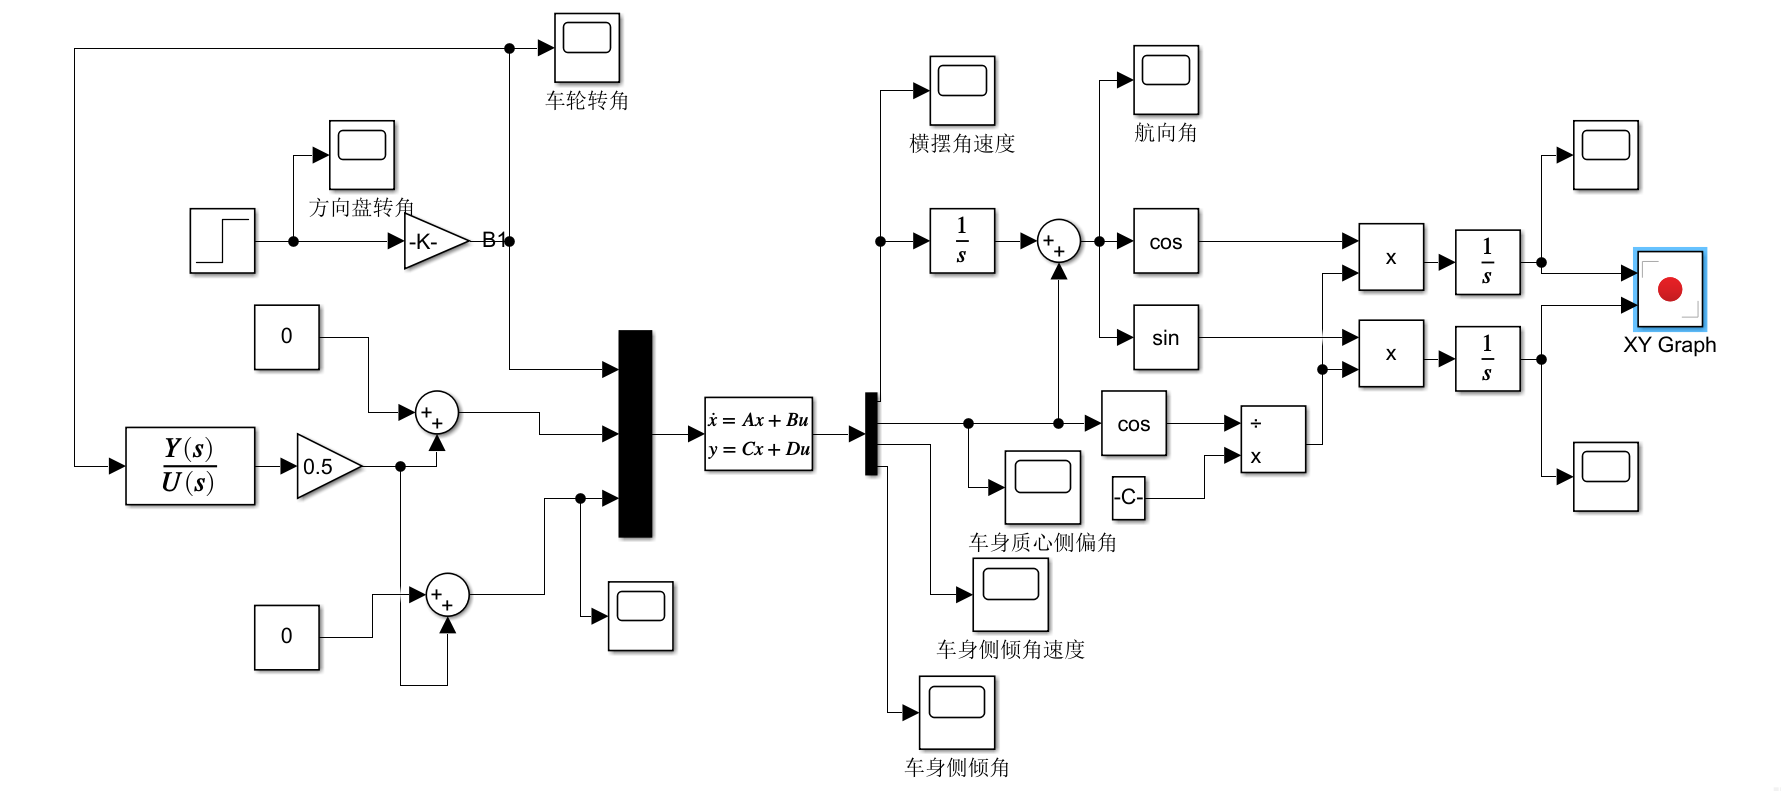 车轮转角
方向盘转角
-K-
B1
0
Y(s)
U(s)
0.5
0
ẋ = Ax + Bu
y = Cx + Du
横摆角速度
航向角
1
s
+
+
cos
sin
cos
÷
x
-C-
车身质心侧偏角
车身侧倾角速度
车身侧倾角
x
x
1
s
1
s
XY Graph
+
+
+
+